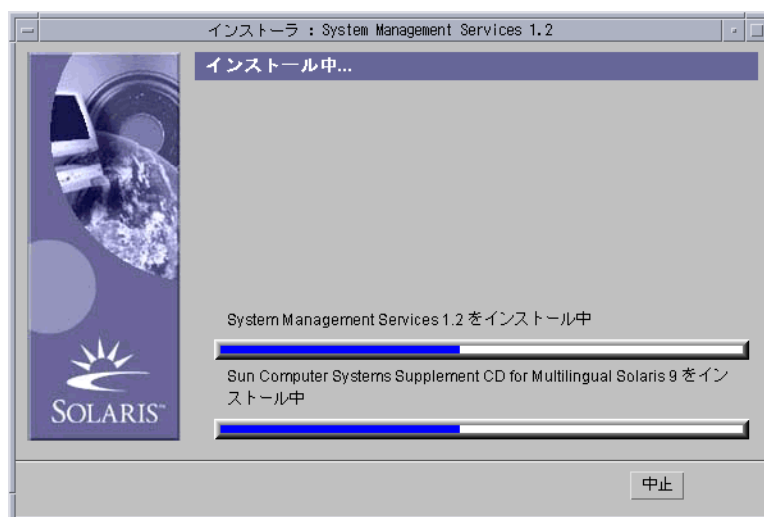 インストーラ : System Management Services 1.2
インストール中...
System Management Services 1.2 をインストール中
Sun Computer Systems Supplement CD for Multilingual Solaris 9 をイン
ストール中
SOLARIS™
中止